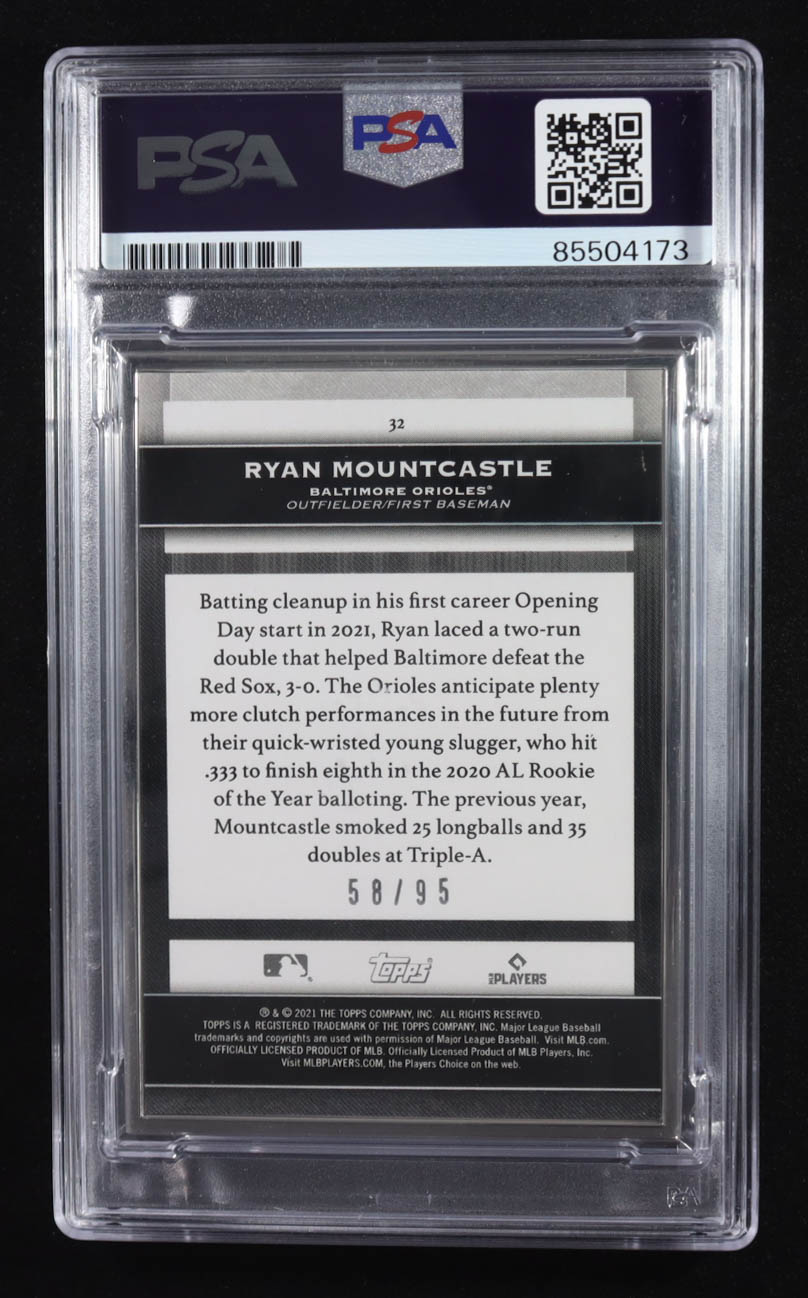 PSA PSA
85504173
32
RYAN MOUNTCASTLE
BALTIMORE ORIOLES®
OUTFIELDER/FIRST BASEMAN
Batting cleanup in his first career Opening
Day start in 2021, Ryan laced a two-run
double that helped Baltimore defeat the
Red Sox, 3-0. The Orioles anticipate plenty
more clutch performances in the future from
their quick-wristed young slugger, who hit
.333 to finish eighth in the 2020 AL Rookie
of the Year balloting. The previous year,
Mountcastle smoked 25 longballs and 35
doubles at Triple-A.
58/95
Topps® MLB PLAYERS
® & © 2021 THE TOPPS COMPANY, INC. ALL RIGHTS RESERVED.
TOPPS IS A REGISTERED TRADEMARK OF THE TOPPS COMPANY, INC. Major League Baseball
trademarks and copyrights are used with permission of Major League Baseball. Visit MLB.com.
OFFICIALLY LICENSED PRODUCT OF MLB. Officially Licensed Product of MLB Players, Inc.
Visit MLBPLAYERS.COM, the Players Choice on the web.
PSA